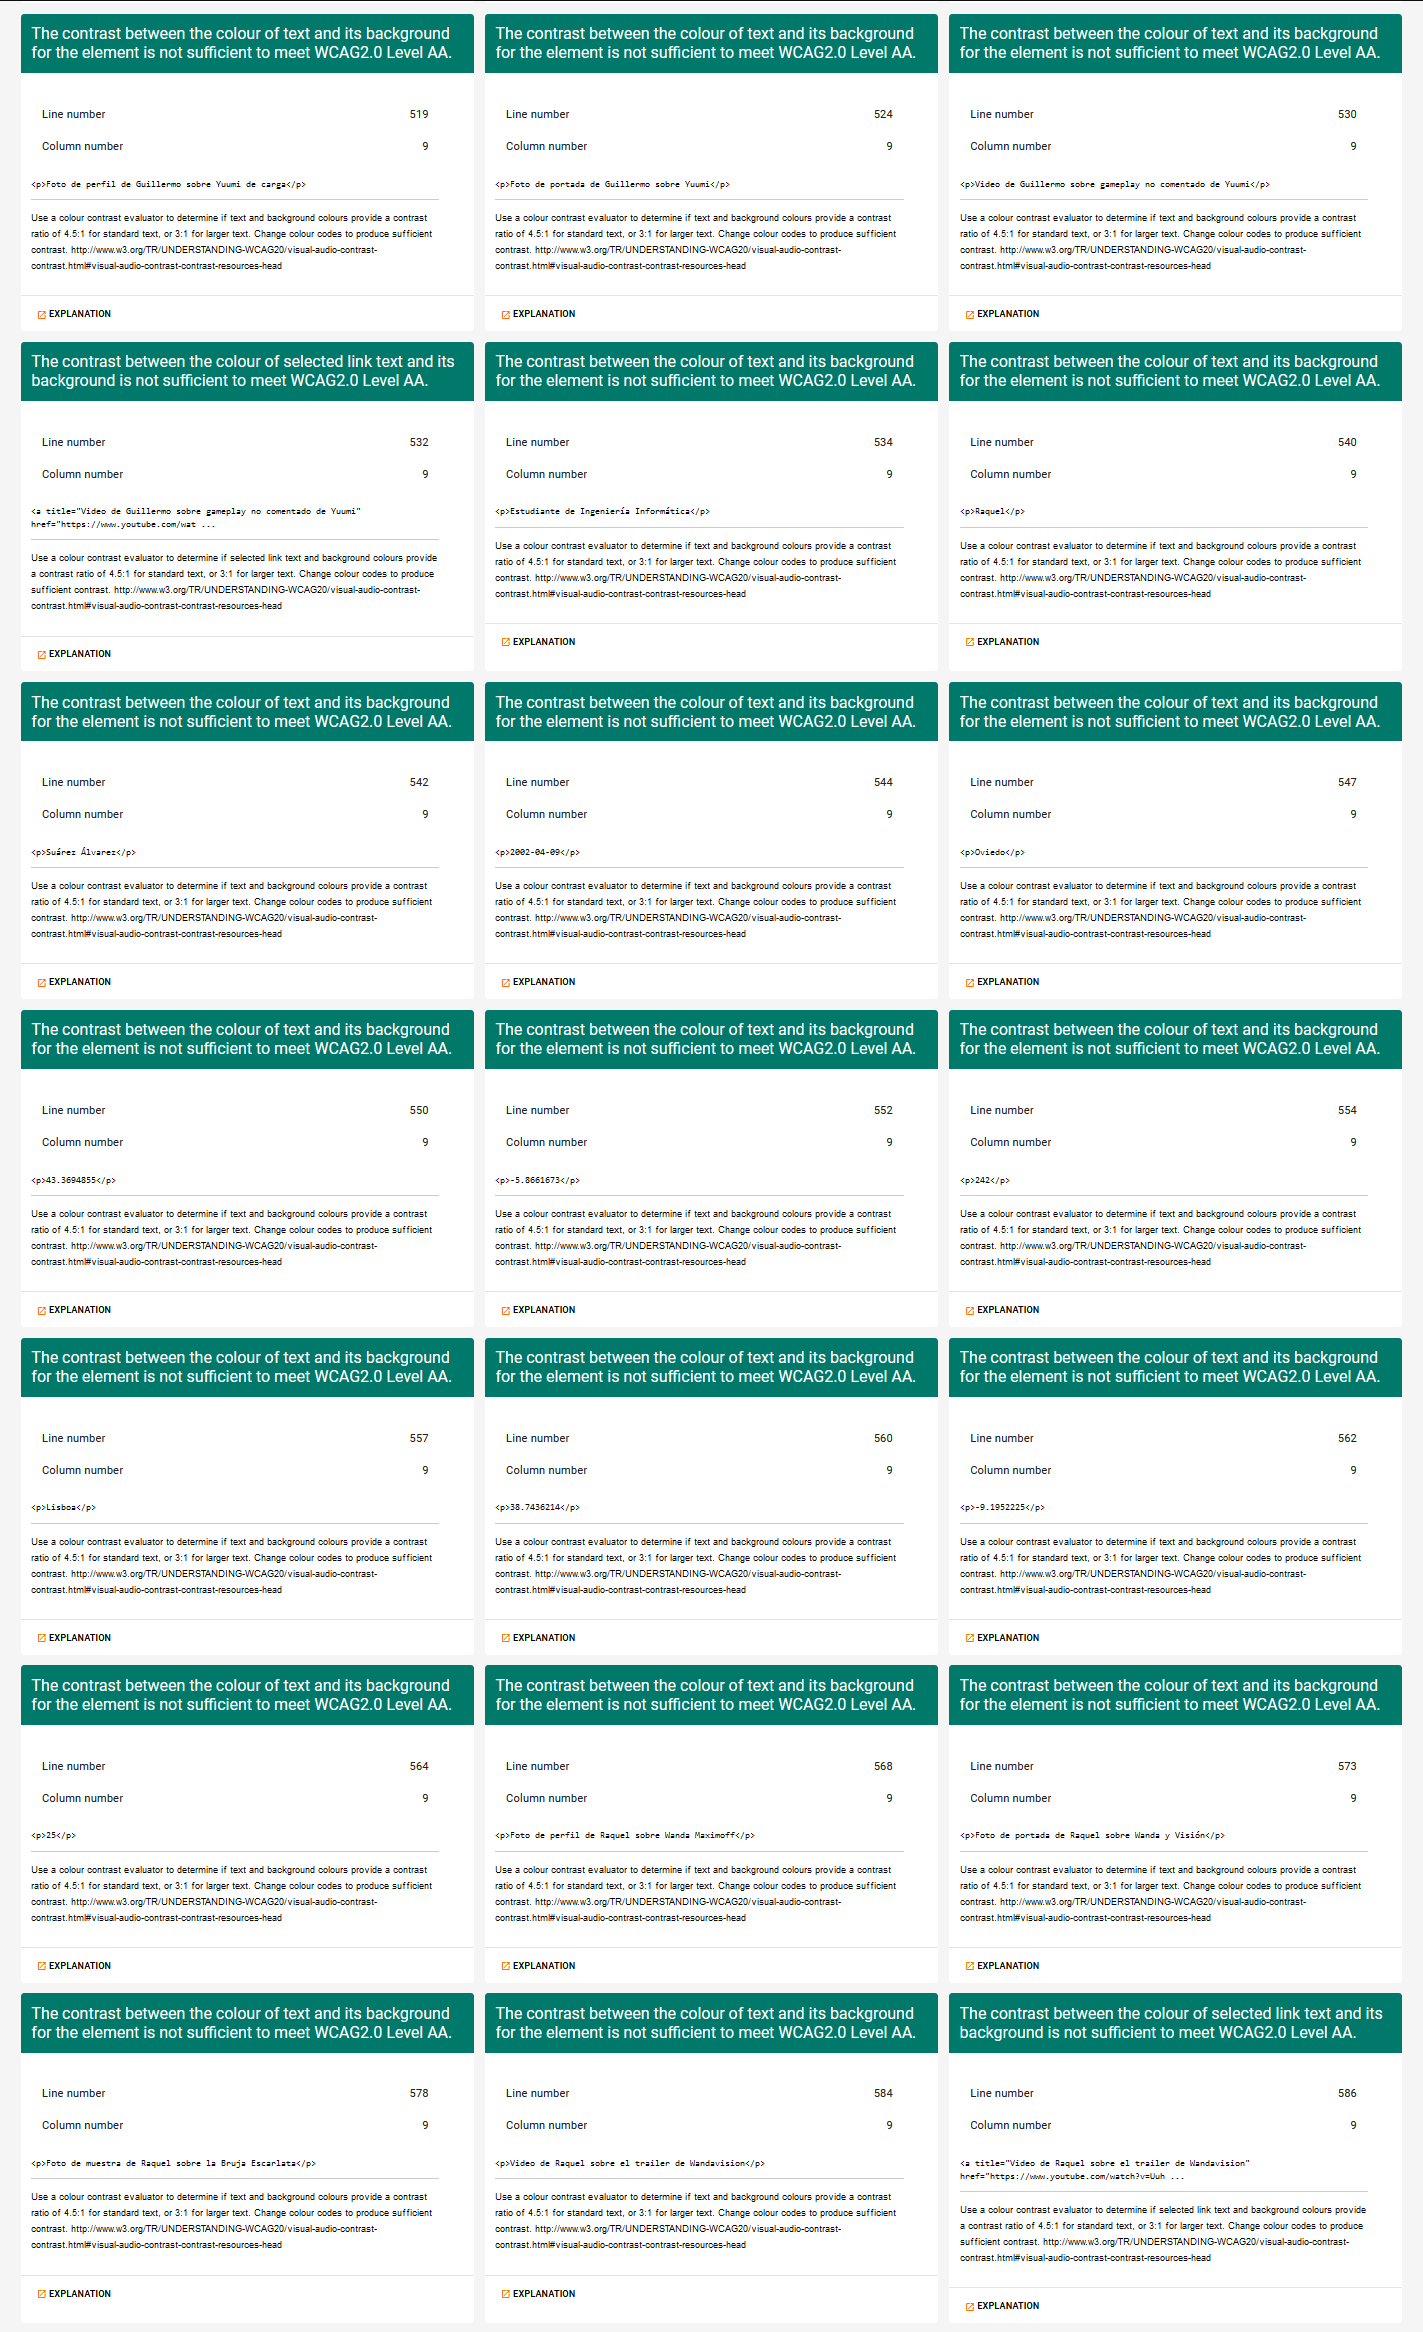 The contrast between the colour of text and its background
for the element is not sufficient to meet WCAG2.0 Level AA.
Line number 519
Column number 9
<p>Foto de perfil de Guillermo sobre Yuumi de carga</p>
Use a colour contrast evaluator to determine if text and background colours provide a contrast
ratio of 4.5:1 for standard text, or 3:1 for larger text. Change colour codes to produce sufficient
contrast. http://www.w3.org/TR/UNDERSTANDING-WCAG20/visual-audio-contrast-
contrast.html#visual-audio-contrast-contrast-resources-head
EXPLANATION
The contrast between the colour of text and its background
for the element is not sufficient to meet WCAG2.0 Level AA.
Line number 524
Column number 9
<p>Foto de portada de Guillermo sobre Yuumi</p>
Use a colour contrast evaluator to determine if text and background colours provide a contrast
ratio of 4.5:1 for standard text, or 3:1 for larger text. Change colour codes to produce sufficient
contrast. http://www.w3.org/TR/UNDERSTANDING-WCAG20/visual-audio-contrast-
contrast.html#visual-audio-contrast-contrast-resources-head
EXPLANATION
The contrast between the colour of text and its background
for the element is not sufficient to meet WCAG2.0 Level AA.
Line number 530
Column number 9
<p>Video de Guillermo sobre gameplay no comentado de Yuumi</p>
Use a colour contrast evaluator to determine if text and background colours provide a contrast
ratio of 4.5:1 for standard text, or 3:1 for larger text. Change colour codes to produce sufficient
contrast. http://www.w3.org/TR/UNDERSTANDING-WCAG20/visual-audio-contrast-
contrast.html#visual-audio-contrast-contrast-resources-head
EXPLANATION
The contrast between the colour of selected link text and its
background is not sufficient to meet WCAG2.0 Level AA.
Line number 532
Column number 9
<a title="Video de Guillermo sobre gameplay no comentado de Yuumi"
href="https://www.youtube.com/wat ...
Use a colour contrast evaluator to determine if selected link text and background colours provide
a contrast ratio of 4.5:1 for standard text, or 3:1 for larger text. Change colour codes to produce
sufficient contrast. http://www.w3.org/TR/UNDERSTANDING-WCAG20/visual-audio-contrast-
contrast.html#visual-audio-contrast-contrast-resources-head
EXPLANATION
The contrast between the colour of text and its background
for the element is not sufficient to meet WCAG2.0 Level AA.
Line number 534
Column number 9
<p>Estudiante de Ingeniería Informática</p>
Use a colour contrast evaluator to determine if text and background colours provide a contrast
ratio of 4.5:1 for standard text, or 3:1 for larger text. Change colour codes to produce sufficient
contrast. http://www.w3.org/TR/UNDERSTANDING-WCAG20/visual-audio-contrast-
contrast.html#visual-audio-contrast-contrast-resources-head
EXPLANATION
The contrast between the colour of text and its background
for the element is not sufficient to meet WCAG2.0 Level AA.
Line number 540
Column number 9
<p>Raquel</p>
Use a colour contrast evaluator to determine if text and background colours provide a contrast
ratio of 4.5:1 for standard text, or 3:1 for larger text. Change colour codes to produce sufficient
contrast. http://www.w3.org/TR/UNDERSTANDING-WCAG20/visual-audio-contrast-
contrast.html#visual-audio-contrast-contrast-resources-head
EXPLANATION
The contrast between the colour of text and its background
for the element is not sufficient to meet WCAG2.0 Level AA.
Line number 542
Column number 9
<p>Suárez Álvarez</p>
Use a colour contrast evaluator to determine if text and background colours provide a contrast
ratio of 4.5:1 for standard text, or 3:1 for larger text. Change colour codes to produce sufficient
contrast. http://www.w3.org/TR/UNDERSTANDING-WCAG20/visual-audio-contrast-
contrast.html#visual-audio-contrast-contrast-resources-head
EXPLANATION
The contrast between the colour of text and its background
for the element is not sufficient to meet WCAG2.0 Level AA.
Line number 544
Column number 9
<p>2002-04-09</p>
Use a colour contrast evaluator to determine if text and background colours provide a contrast
ratio of 4.5:1 for standard text, or 3:1 for larger text. Change colour codes to produce sufficient
contrast. http://www.w3.org/TR/UNDERSTANDING-WCAG20/visual-audio-contrast-
contrast.html#visual-audio-contrast-contrast-resources-head
EXPLANATION
The contrast between the colour of text and its background
for the element is not sufficient to meet WCAG2.0 Level AA.
Line number 547
Column number 9
<p>Oviedo</p>
Use a colour contrast evaluator to determine if text and background colours provide a contrast
ratio of 4.5:1 for standard text, or 3:1 for larger text. Change colour codes to produce sufficient
contrast. http://www.w3.org/TR/UNDERSTANDING-WCAG20/visual-audio-contrast-
contrast.html#visual-audio-contrast-contrast-resources-head
EXPLANATION
The contrast between the colour of text and its background
for the element is not sufficient to meet WCAG2.0 Level AA.
Line number 550
Column number 9
<p>43.3694855</p>
Use a colour contrast evaluator to determine if text and background colours provide a contrast
ratio of 4.5:1 for standard text, or 3:1 for larger text. Change colour codes to produce sufficient
contrast. http://www.w3.org/TR/UNDERSTANDING-WCAG20/visual-audio-contrast-
contrast.html#visual-audio-contrast-contrast-resources-head
EXPLANATION
The contrast between the colour of text and its background
for the element is not sufficient to meet WCAG2.0 Level AA.
Line number 552
Column number 9
<p>-5.8661673</p>
Use a colour contrast evaluator to determine if text and background colours provide a contrast
ratio of 4.5:1 for standard text, or 3:1 for larger text. Change colour codes to produce sufficient
contrast. http://www.w3.org/TR/UNDERSTANDING-WCAG20/visual-audio-contrast-
contrast.html#visual-audio-contrast-contrast-resources-head
EXPLANATION
The contrast between the colour of text and its background
for the element is not sufficient to meet WCAG2.0 Level AA.
Line number 554
Column number 9
<p>242</p>
Use a colour contrast evaluator to determine if text and background colours provide a contrast
ratio of 4.5:1 for standard text, or 3:1 for larger text. Change colour codes to produce sufficient
contrast. http://www.w3.org/TR/UNDERSTANDING-WCAG20/visual-audio-contrast-
contrast.html#visual-audio-contrast-contrast-resources-head
EXPLANATION
The contrast between the colour of text and its background
for the element is not sufficient to meet WCAG2.0 Level AA.
Line number 557
Column number 9
<p>Lisboa</p>
Use a colour contrast evaluator to determine if text and background colours provide a contrast
ratio of 4.5:1 for standard text, or 3:1 for larger text. Change colour codes to produce sufficient
contrast. http://www.w3.org/TR/UNDERSTANDING-WCAG20/visual-audio-contrast-
contrast.html#visual-audio-contrast-contrast-resources-head
EXPLANATION
The contrast between the colour of text and its background
for the element is not sufficient to meet WCAG2.0 Level AA.
Line number 560
Column number 9
<p>38.7436214</p>
Use a colour contrast evaluator to determine if text and background colours provide a contrast
ratio of 4.5:1 for standard text, or 3:1 for larger text. Change colour codes to produce sufficient
contrast. http://www.w3.org/TR/UNDERSTANDING-WCAG20/visual-audio-contrast-
contrast.html#visual-audio-contrast-contrast-resources-head
EXPLANATION
The contrast between the colour of text and its background
for the element is not sufficient to meet WCAG2.0 Level AA.
Line number 562
Column number 9
<p>-9.1952225</p>
Use a colour contrast evaluator to determine if text and background colours provide a contrast
ratio of 4.5:1 for standard text, or 3:1 for larger text. Change colour codes to produce sufficient
contrast. http://www.w3.org/TR/UNDERSTANDING-WCAG20/visual-audio-contrast-
contrast.html#visual-audio-contrast-contrast-resources-head
EXPLANATION
The contrast between the colour of text and its background
for the element is not sufficient to meet WCAG2.0 Level AA.
Line number 564
Column number 9
<p>25</p>
Use a colour contrast evaluator to determine if text and background colours provide a contrast
ratio of 4.5:1 for standard text, or 3:1 for larger text. Change colour codes to produce sufficient
contrast. http://www.w3.org/TR/UNDERSTANDING-WCAG20/visual-audio-contrast-
contrast.html#visual-audio-contrast-contrast-resources-head
EXPLANATION
The contrast between the colour of text and its background
for the element is not sufficient to meet WCAG2.0 Level AA.
Line number 568
Column number 9
<p>Foto de perfil de Raquel sobre Wanda Maximoff</p>
Use a colour contrast evaluator to determine if text and background colours provide a contrast
ratio of 4.5:1 for standard text, or 3:1 for larger text. Change colour codes to produce sufficient
contrast. http://www.w3.org/TR/UNDERSTANDING-WCAG20/visual-audio-contrast-
contrast.html#visual-audio-contrast-contrast-resources-head
EXPLANATION
The contrast between the colour of text and its background
for the element is not sufficient to meet WCAG2.0 Level AA.
Line number 573
Column number 9
<p>Foto de portada de Raquel sobre Wanda y Visión</p>
Use a colour contrast evaluator to determine if text and background colours provide a contrast
ratio of 4.5:1 for standard text, or 3:1 for larger text. Change colour codes to produce sufficient
contrast. http://www.w3.org/TR/UNDERSTANDING-WCAG20/visual-audio-contrast-
contrast.html#visual-audio-contrast-contrast-resources-head
EXPLANATION
The contrast between the colour of text and its background
for the element is not sufficient to meet WCAG2.0 Level AA.
Line number 578
Column number 9
<p>Foto de muestra de Raquel sobre la Bruja Escarlata</p>
Use a colour contrast evaluator to determine if text and background colours provide a contrast
ratio of 4.5:1 for standard text, or 3:1 for larger text. Change colour codes to produce sufficient
contrast. http://www.w3.org/TR/UNDERSTANDING-WCAG20/visual-audio-contrast-
contrast.html#visual-audio-contrast-contrast-resources-head
EXPLANATION
The contrast between the colour of text and its background
for the element is not sufficient to meet WCAG2.0 Level AA.
Line number 584
Column number 9
<p>Video de Raquel sobre el trailer de Wandavision</p>
Use a colour contrast evaluator to determine if text and background colours provide a contrast
ratio of 4.5:1 for standard text, or 3:1 for larger text. Change colour codes to produce sufficient
contrast. http://www.w3.org/TR/UNDERSTANDING-WCAG20/visual-audio-contrast-
contrast.html#visual-audio-contrast-contrast-resources-head
EXPLANATION
The contrast between the colour of selected link text and its
background is not sufficient to meet WCAG2.0 Level AA.
Line number 586
Column number 9
<a title="Video de Raquel sobre el trailer de Wandavision"
href="https://www.youtube.com/watch?v=Uuh ...
Use a colour contrast evaluator to determine if selected link text and background colours provide
a contrast ratio of 4.5:1 for standard text, or 3:1 for larger text. Change colour codes to produce
sufficient contrast. http://www.w3.org/TR/UNDERSTANDING-WCAG20/visual-audio-contrast-
contrast.html#visual-audio-contrast-contrast-resources-head
EXPLANATION